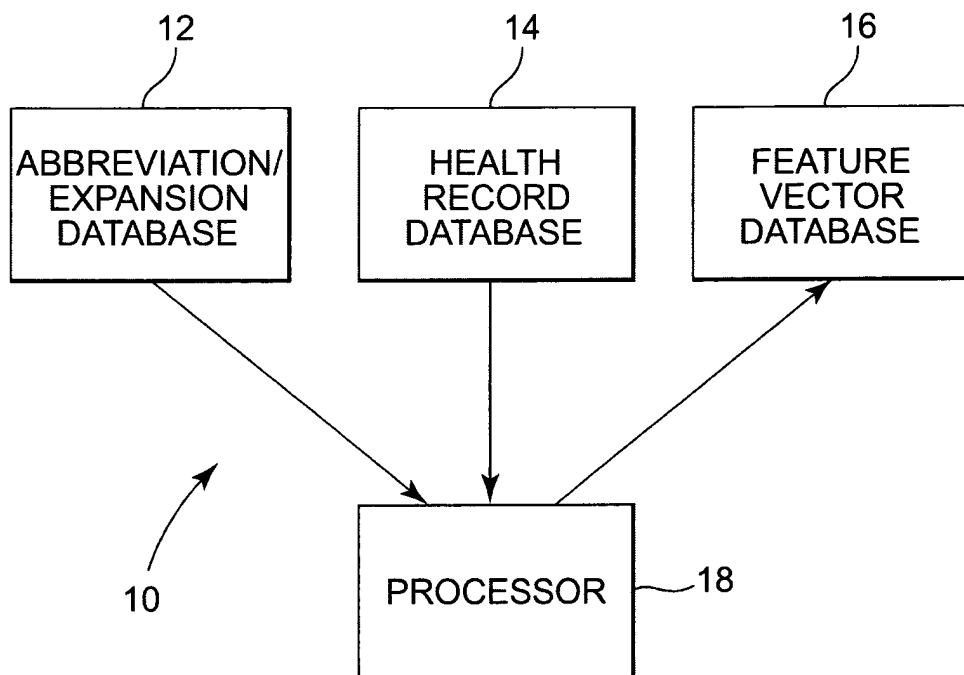 12
14
16
ABBREVIATION/
EXPANSION
DATABASE
HEALTH
RECORD
DATABASE
FEATURE
VECTOR
DATABASE
10
PROCESSOR
18